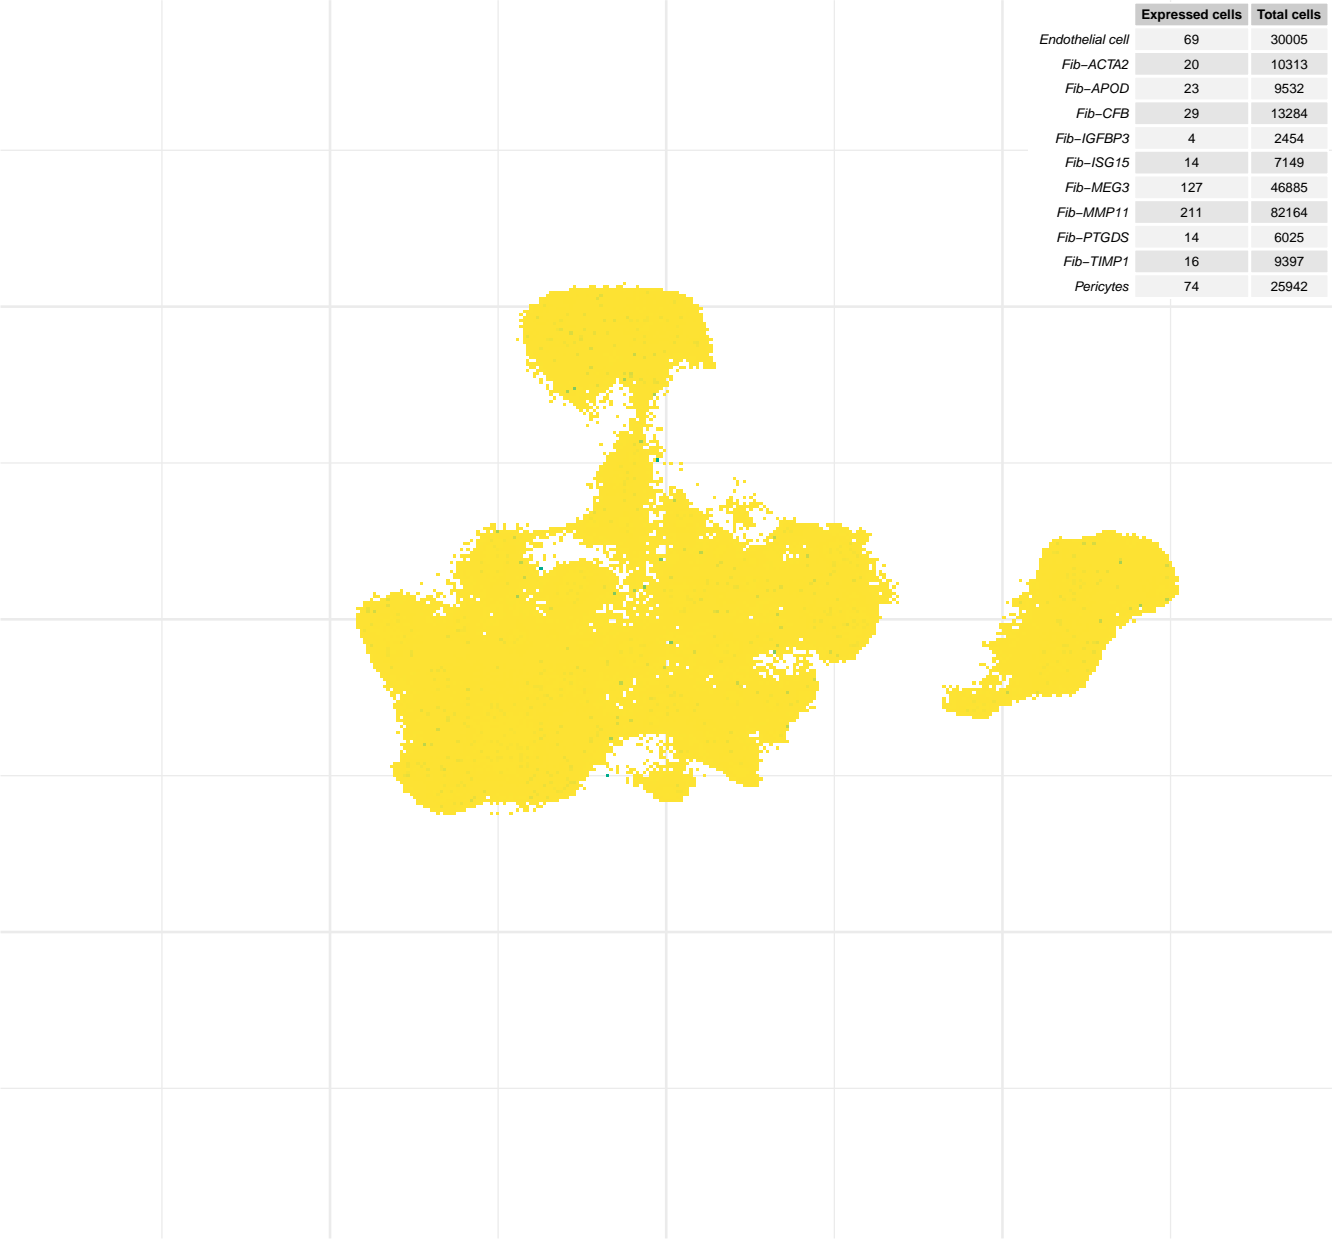 Expressed cells Total cells
Endothelial cell 69 30005
Fib−ACTA2 20 10313
Fib−APOD 23 9532
Fib−CFB 29 13284
Fib−IGFBP3 4 2454
Fib−ISG15 14 7149
Fib−MEG3 127 46885
Fib−MMP11 211 82164
Fib−PTGDS 14 6025
Fib−TIMP1 16 9397
Pericytes 74 25942